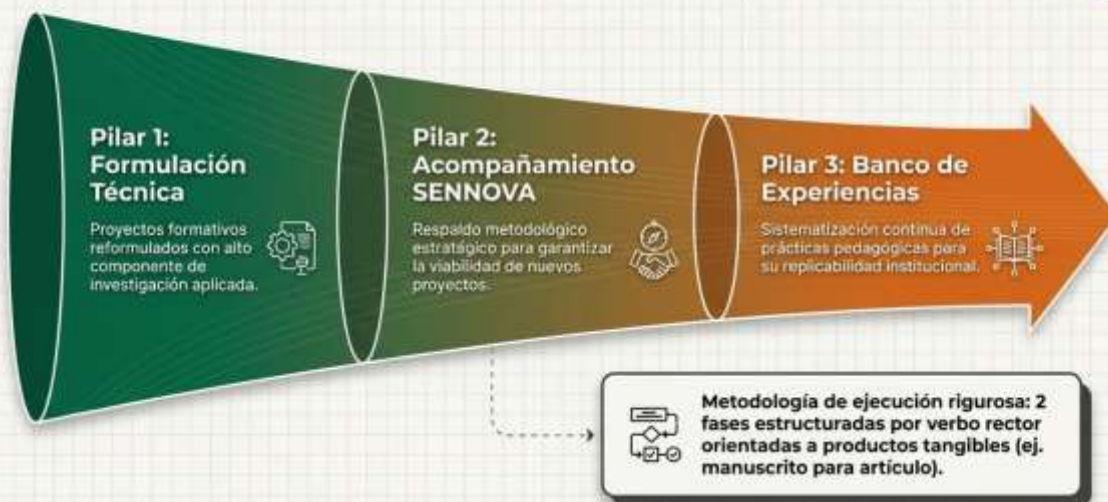 Pilar 1:
Formulación
Técnica
Proyectos formativos
reformulados con alto
componente de
investigación aplicada.
Pilar 2:
Acompañamiento
SENNOVA
Respaldo metodológico
estratégico para garantizar
la viabilidad de nuevos
proyectos.
Pilar 3: Banco de
Experiencias
Sistematización continua de
prácticas pedagógicas para
su replicabilidad institucional.
Metodología de ejecución rigurosa: 2
fases estructuradas por verbo rector
orientadas a productos tangibles (ej.
manuscrito para artículo).